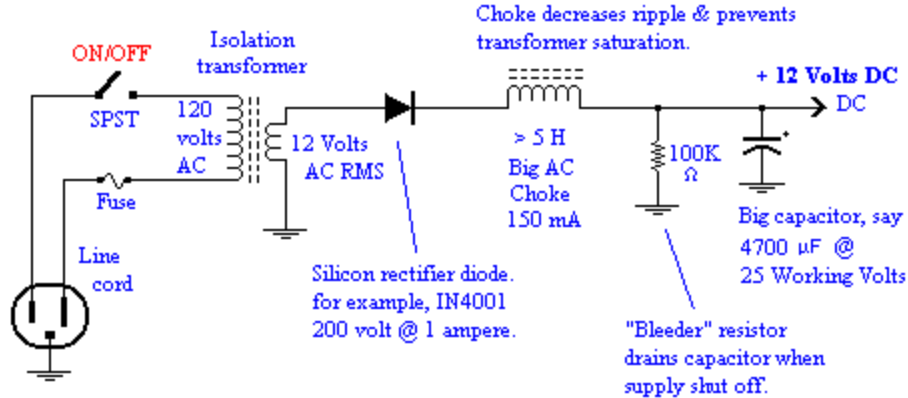 Choke decreases ripple & prevents
transformer saturation.
ON/OFF
Isolation
transformer
+ 12 Volts DC
DC
SPST
120
volts
AC
12 Volts
AC RMS
> 5 H
Big AC
Choke
150 mA
100K
Ω
+
Fuse
Line
cord
Big capacitor, say
4700 µF @
25 Working Volts
Silicon rectifier diode.
for example, IN4001
200 volt @ 1 ampere.
"Bleeder" resistor
drains capacitor when
supply shut off.